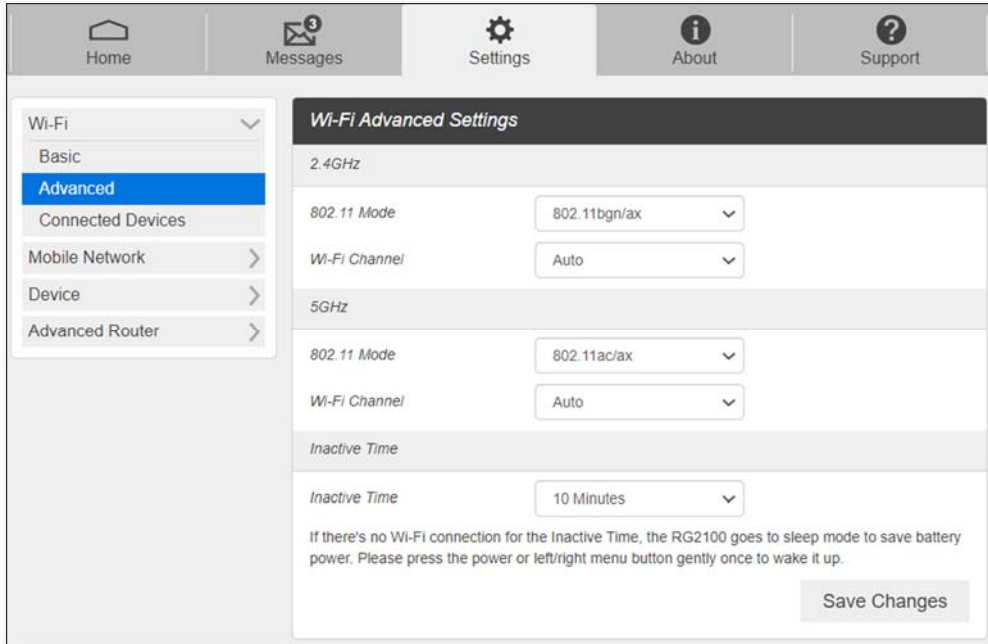 Home
3
Messages
Settings
i
About
?
Support
Wi-Fi
Basic
Advanced
Connected Devices
Mobile Network
Device
Advanced Router
Wi-Fi Advanced Settings
2.4GHz
802.11 Mode 802.11bgn/ax
Wi-Fi Channel Auto
5GHz
802.11 Mode 802.11ac/ax
Wi-Fi Channel Auto
Inactive Time
Inactive Time 10 Minutes
If there's no Wi-Fi connection for the Inactive Time, the RG2100 goes to sleep mode to save battery
power. Please press the power or left/right menu button gently once to wake it up.
Save Changes